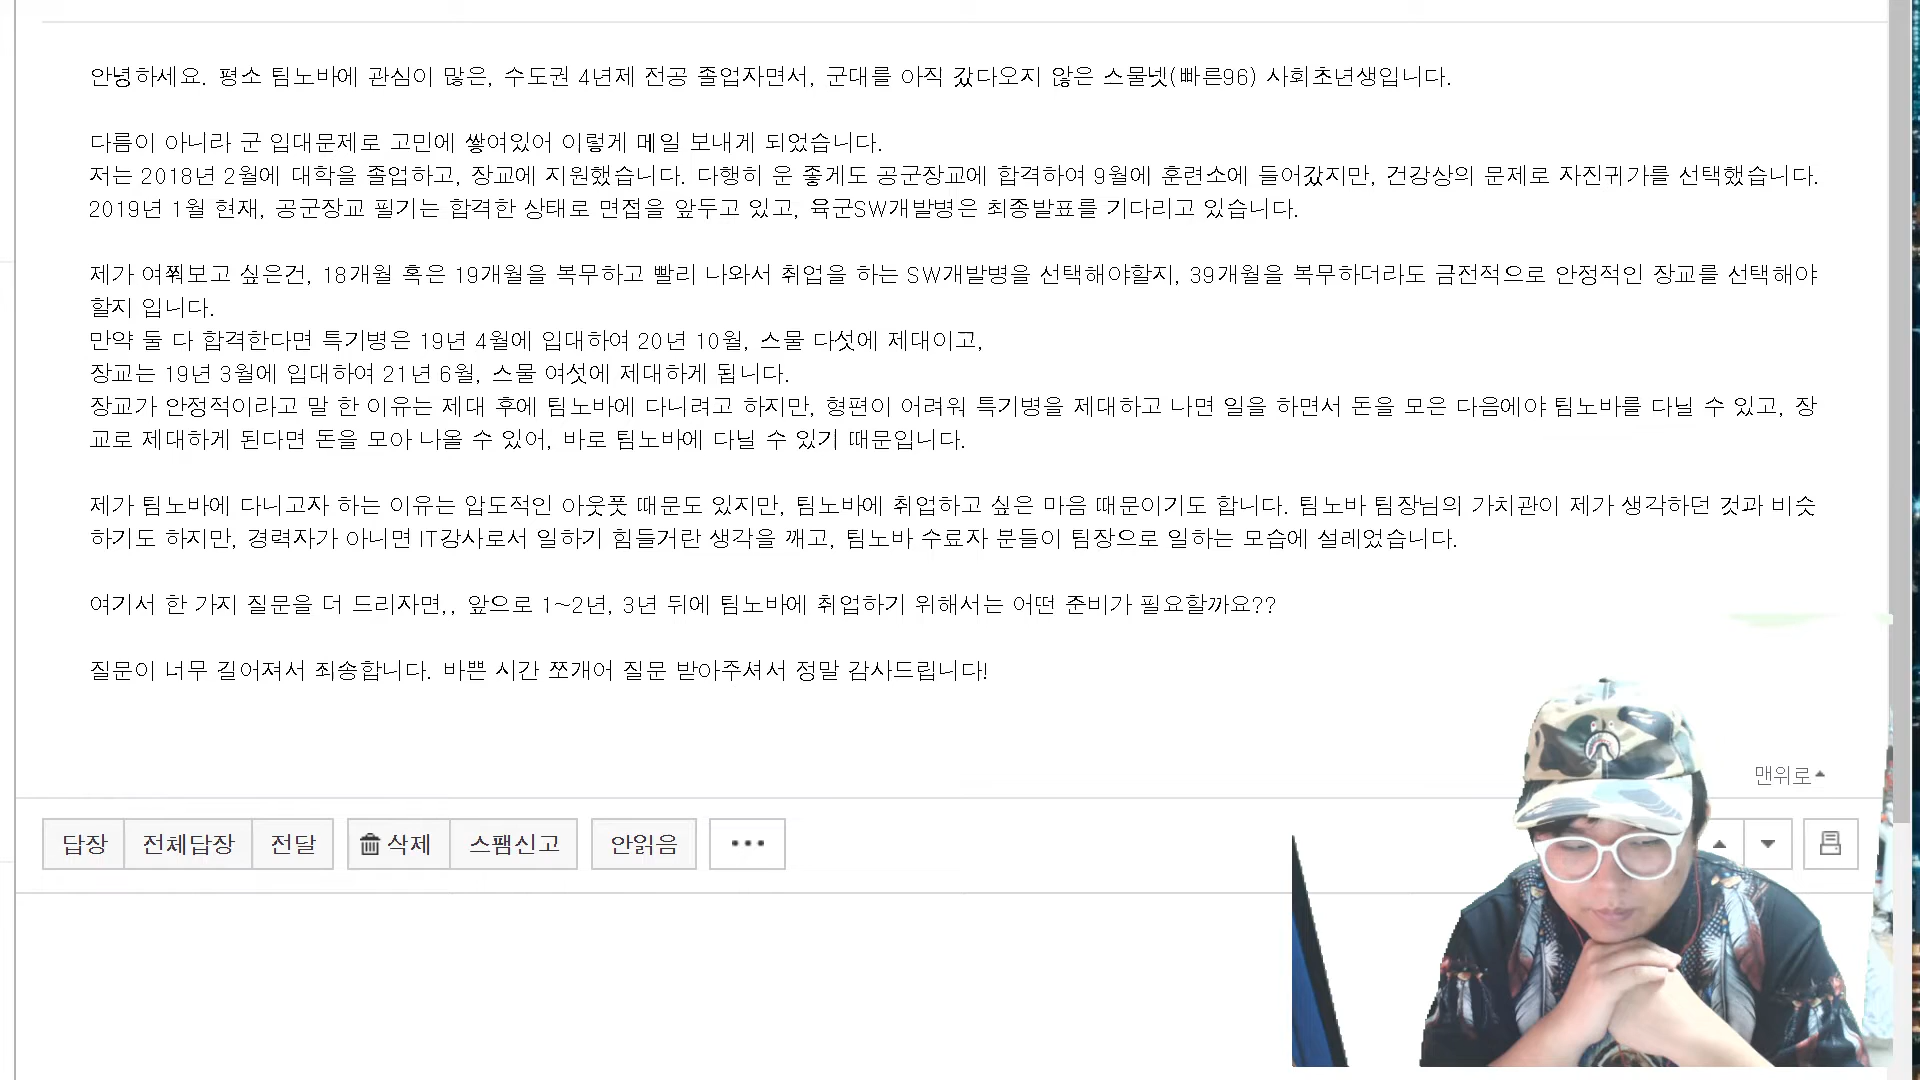 안녕하세요. 평소 팀노바에 관심이 많은, 수도권 4년제 전공 졸업자면서, 군대를 아직 갔다오지 않은 스물넷(빠른96) 사회초년생입니다.
다름이 아니라 군 입대문제로 고민에 쌓여있어 이렇게 메일 보내게 되었습니다.
저는 2018년 2월에 대학을 졸업하고, 장교에 지원했습니다. 다행히 운 좋게도 공군장교에 합격하여 9월에 훈련소에 들어갔지만, 건강상의 문제로 자진귀가를 선택했습니다.
2019년 1월 현재, 공군장교 필기는 합격한 상태로 면접을 앞두고 있고, 육군SW개발병은 최종발표를 기다리고 있습니다.
제가 여쭤보고 싶은건, 18개월 혹은 19개월을 복무하고 빨리 나와서 취업을 하는 SW개발병을 선택해야할지, 39개월을 복무하더라도 금전적으로 안정적인 장교를 선택해야
할지 입니다.
만약 둘 다 합격한다면 특기병은 19년 4월에 입대하여 20년 10월, 스물 다섯에 제대이고,
장교는 19년 3월에 입대하여 21년 6월, 스물 여섯에 제대하게 됩니다.
장교가 안정적이라고 말 한 이유는 제대 후에 팀노바에 다니려고 하지만, 형편이 어려워 특기병을 제대하고 나면 일을 하면서 돈을 모은 다음에야 팀노바를 다닐 수 있고, 장
교로 제대하게 된다면 돈을 모아 나올 수 있어, 바로 팀노바에 다닐 수 있기 때문입니다.
제가 팀노바에 다니고자 하는 이유는 압도적인 아웃풋 때문도 있지만, 팀노바에 취업하고 싶은 마음 때문이기도 합니다. 팀노바 팀장님의 가치관이 제가 생각하던 것과 비슷
하기도 하지만, 경력자가 아니면 IT강사로서 일하기 힘들거란 생각을 깨고, 팀노바 수료자 분들이 팀장으로 일하는 모습에 설레었습니다.
여기서 한 가지 질문을 더 드리자면,, 앞으로 1~2년, 3년 뒤에 팀노바에 취업하기 위해서는 어떤 준비가 필요할까요??
질문이 너무 길어져서 죄송합니다. 바쁜 시간 쪼개어 질문 받아주셔서 정말 감사드립니다!
맨위로
답장 전체답장 전달 삭제 스팸신고 안읽음